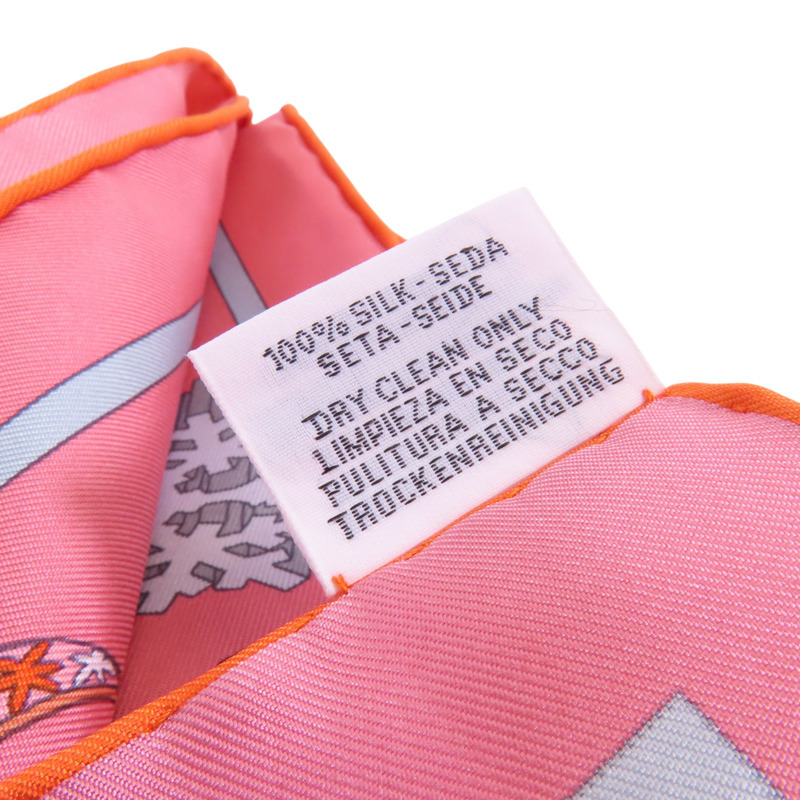 100% SILK-SEDA
SETA-SEIDE
DRY CLEAN ONLY
LIMPIEZA EN SECO
PULITURA A SECCO
TROCKENREINIGUNG